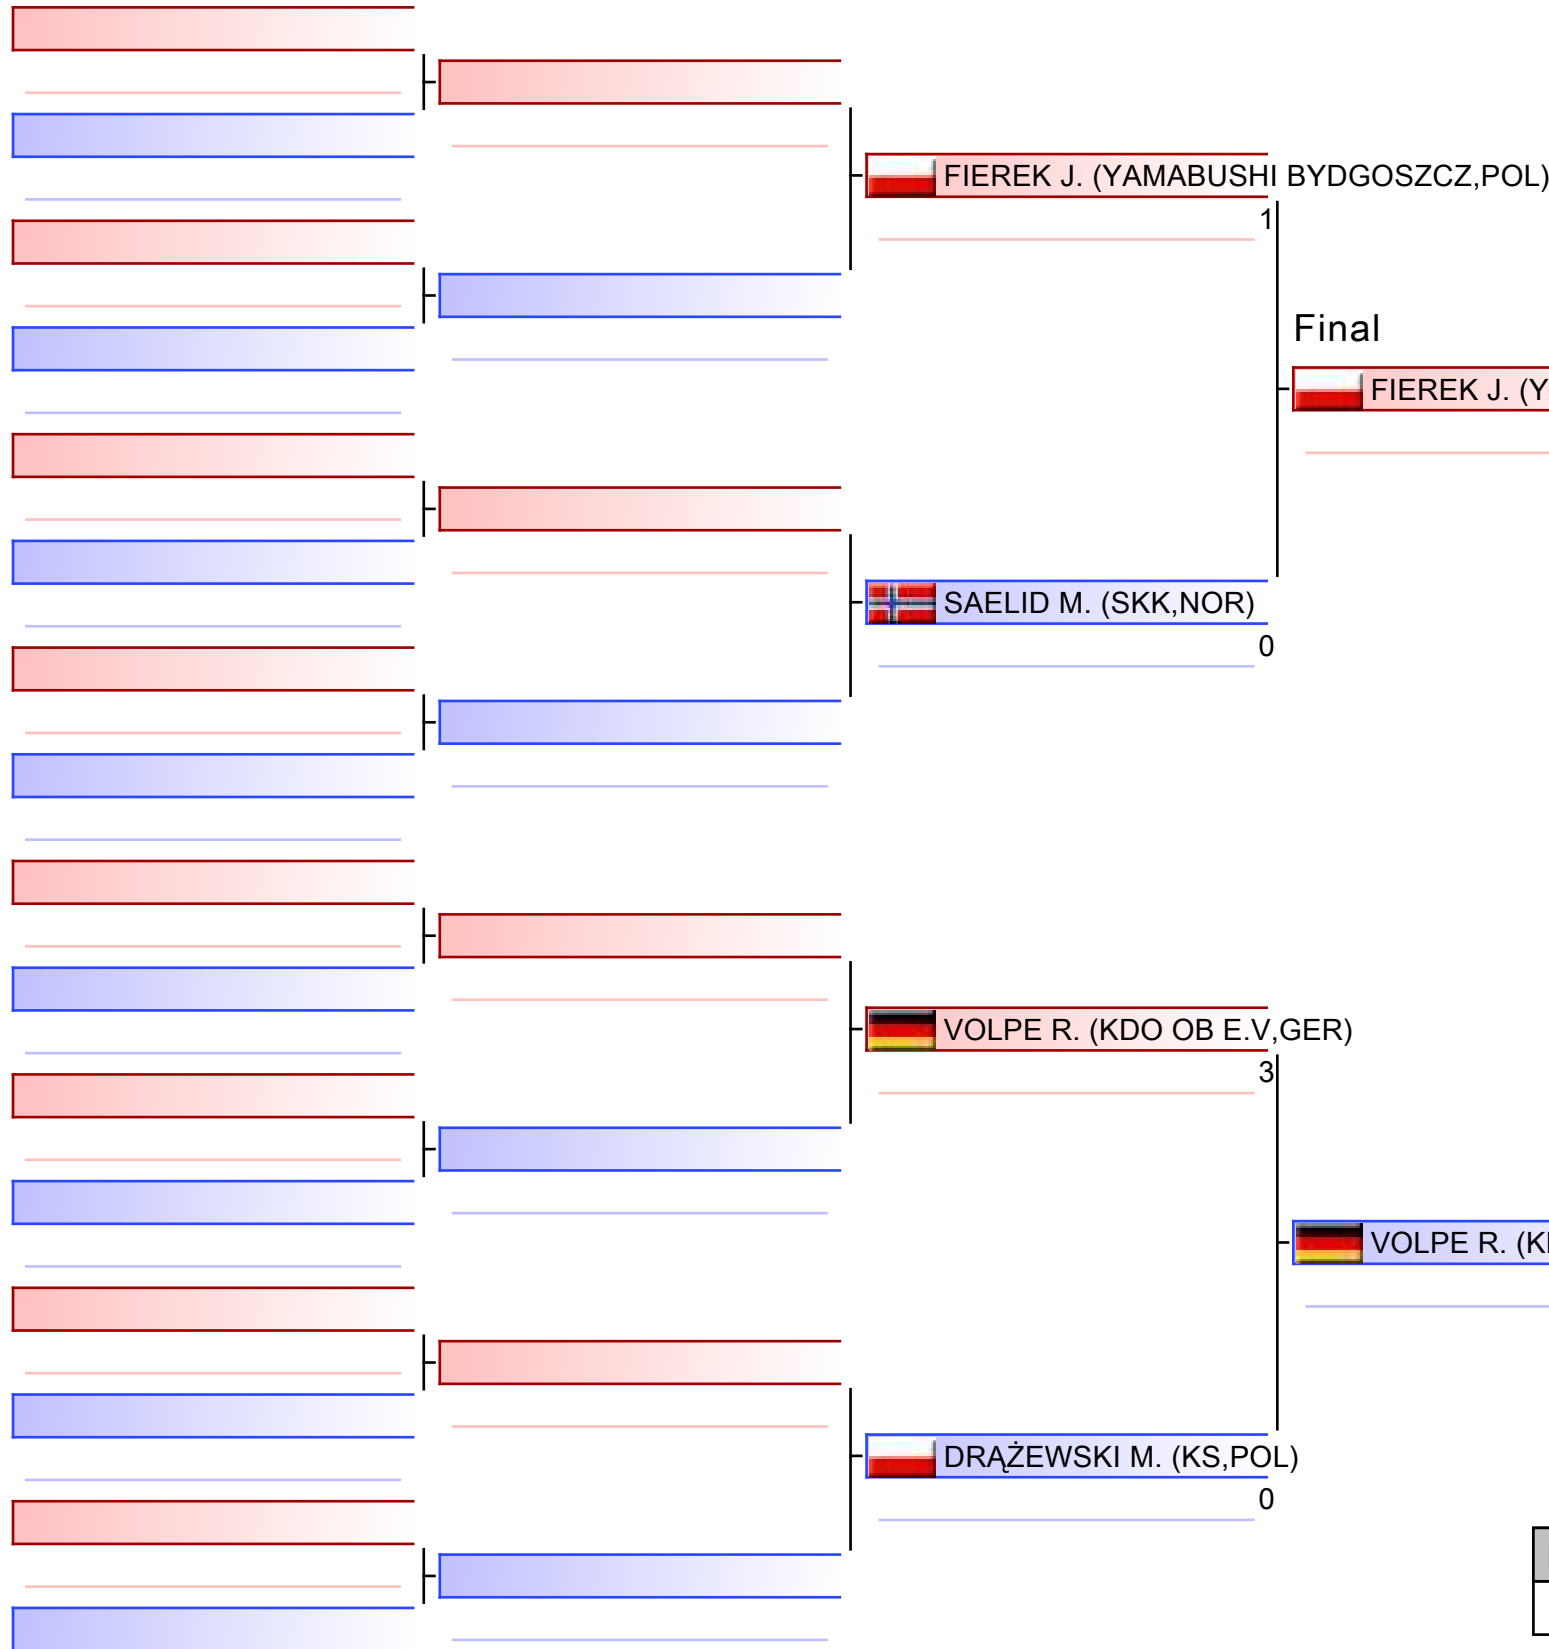 FIEREK J. (YAMABUSHI BYDGOSZCZ,POL)
1
Final
FIEREK J. (Y
SAELID M. (SKK,NOR)
0
VOLPE R. (KDO OB E.V,GER)
3
VOLPE R. (K
DRĄŻEWSKI M. (KS,POL)
0